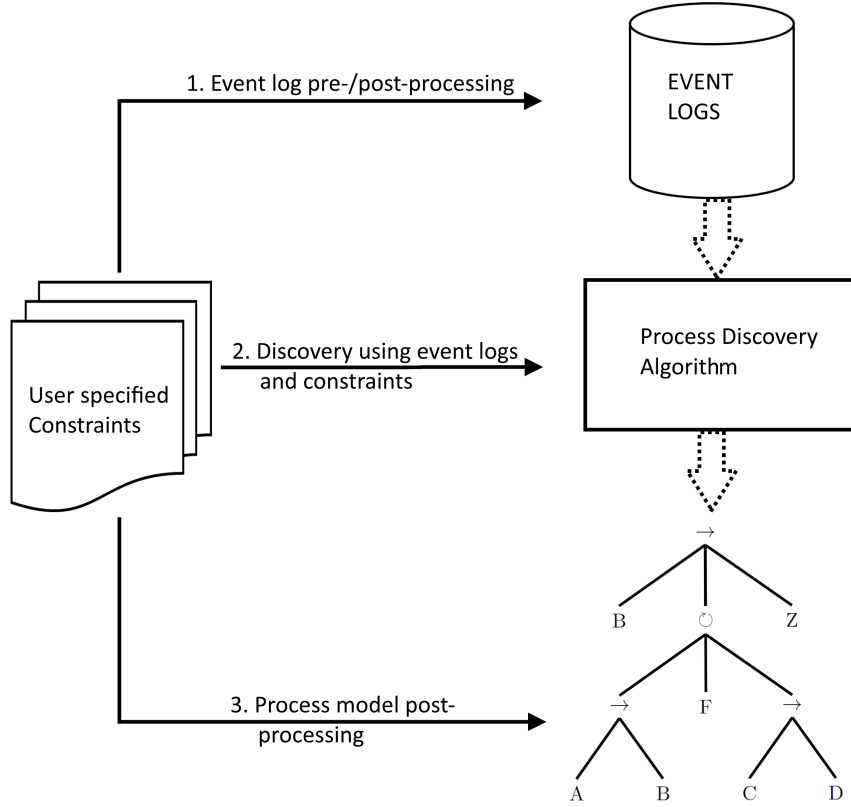 1. Event log pre-/post-processing
EVENT
LOGS
2. Discovery using event logs
and constraints
Process Discovery
Algorithm
User specified
Constraints
→
B ↻ Z
→ F →
3. Process model post-
processing
A B C D